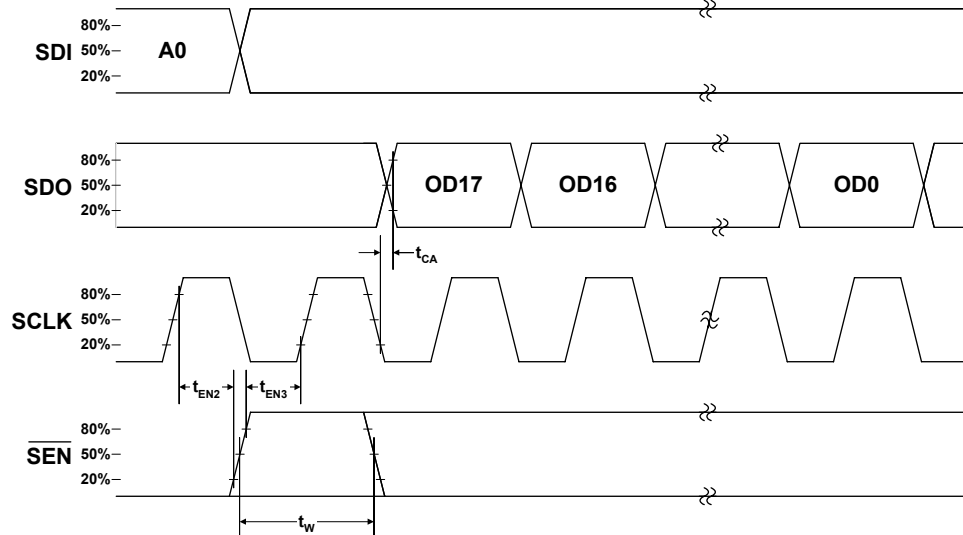 80%
SDI 50% A0
20%
80%
SDO 50% OD17 OD16 OD0
20%
tCA
80%
SCLK 50%
20%
tEN2 tEN3
80%
SEN 50%
20%
tW